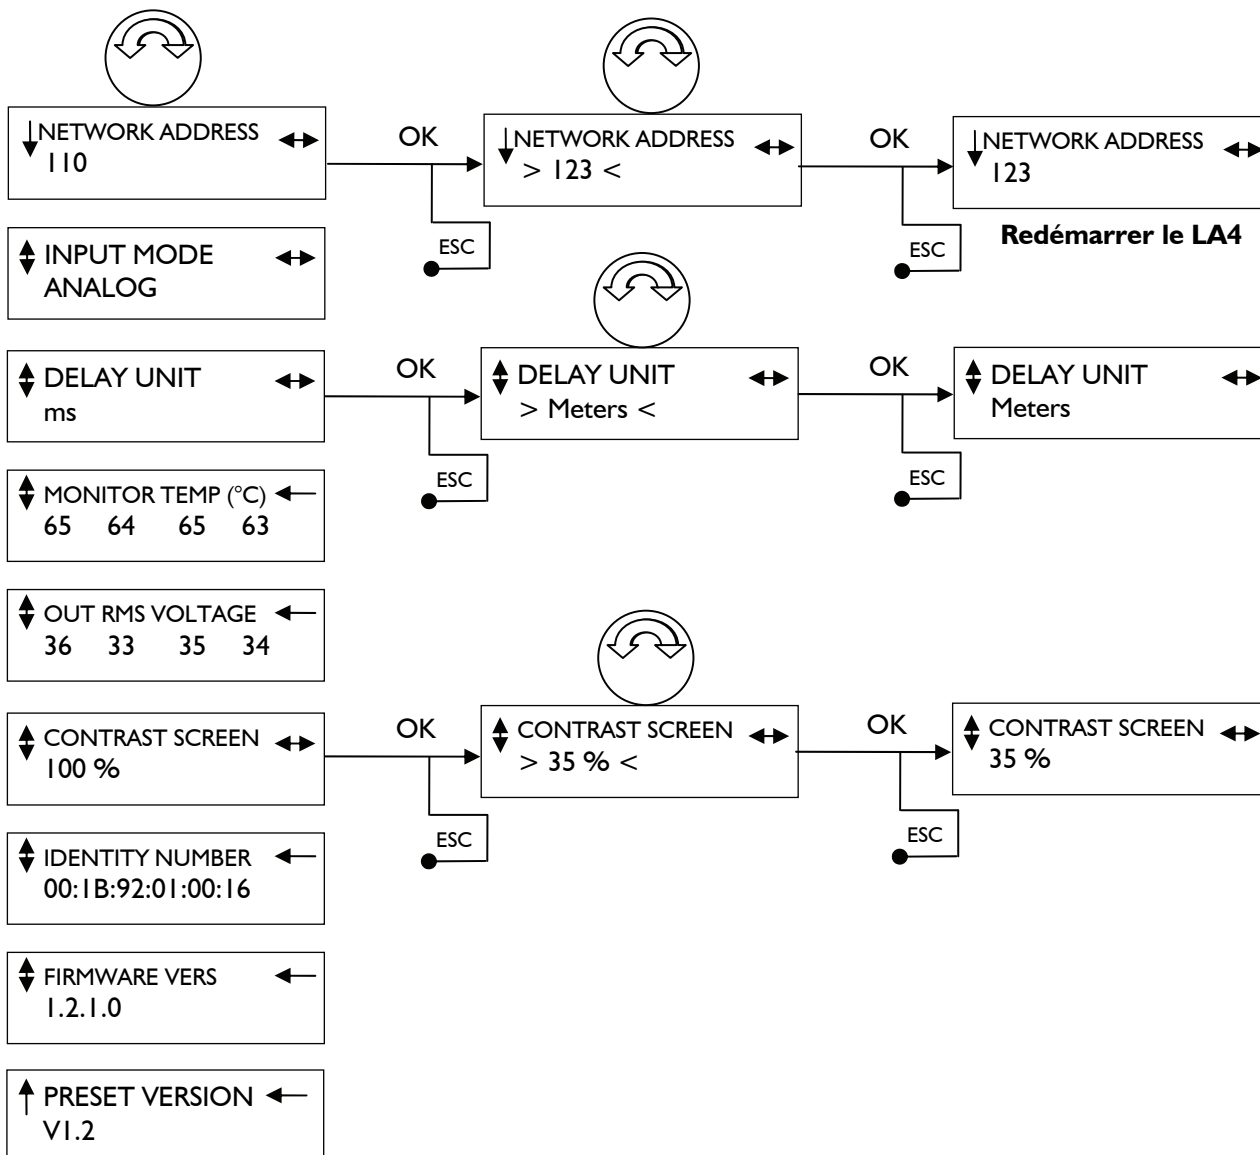 NETWORK ADDRESS
110
OK
ESC
NETWORK ADDRESS
> 123 <
OK
ESC
NETWORK ADDRESS
123
Redémarrer le LA4
INPUT MODE
ANALOG
DELAY UNIT
ms
OK
ESC
DELAY UNIT
> Meters <
OK
ESC
DELAY UNIT
Meters
MONITOR TEMP (°C)
65 64 65 63
OUT RMS VOLTAGE
36 33 35 34
CONTRAST SCREEN
100 %
OK
ESC
CONTRAST SCREEN
> 35 % <
OK
ESC
CONTRAST SCREEN
35 %
IDENTITY NUMBER
00:1B:92:01:00:16
FIRMWARE VERS
1.2.1.0
PRESET VERSION
V1.2